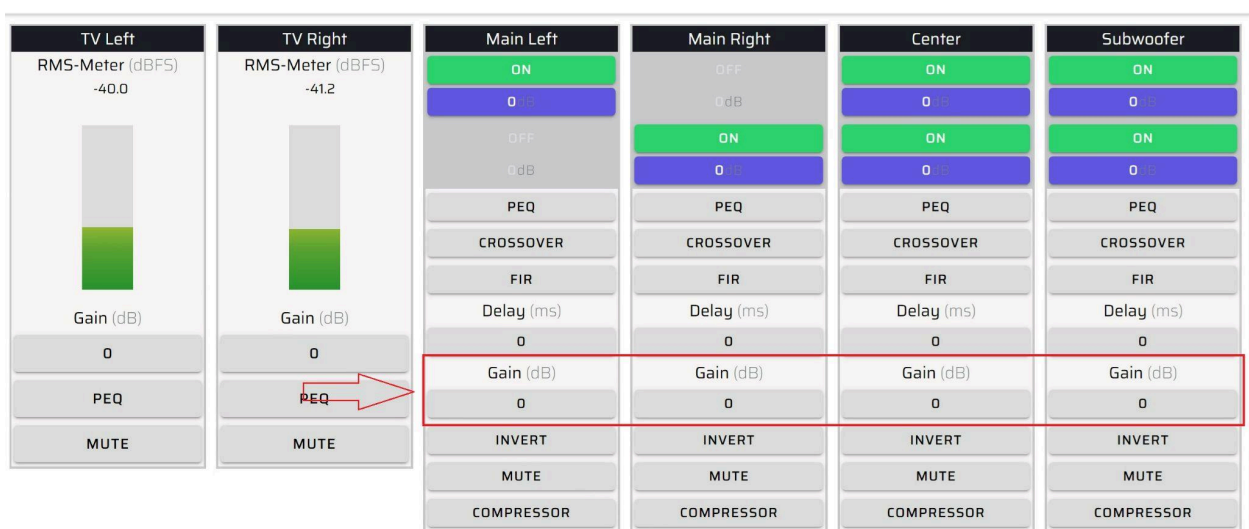 TV Left
RMS-Meter (dBFS)
-40.0
Gain (dB)
0
PEQ
MUTE
TV Right
RMS-Meter (dBFS)
-41.2
Gain (dB)
0
PEQ
MUTE
Main Left
ON
0dB
OFF
0dB
PEQ
CROSSOVER
FIR
Delay (ms)
0
Gain (dB)
0
INVERT
MUTE
COMPRESSOR
Main Right
OFF
0dB
ON
0dB
PEQ
CROSSOVER
FIR
Delay (ms)
0
Gain (dB)
0
INVERT
MUTE
COMPRESSOR
Center
ON
0dB
ON
0dB
PEQ
CROSSOVER
FIR
Delay (ms)
0
Gain (dB)
0
INVERT
MUTE
COMPRESSOR
Subwoofer
ON
0dB
ON
0dB
PEQ
CROSSOVER
FIR
Delay (ms)
0
Gain (dB)
0
INVERT
MUTE
COMPRESSOR